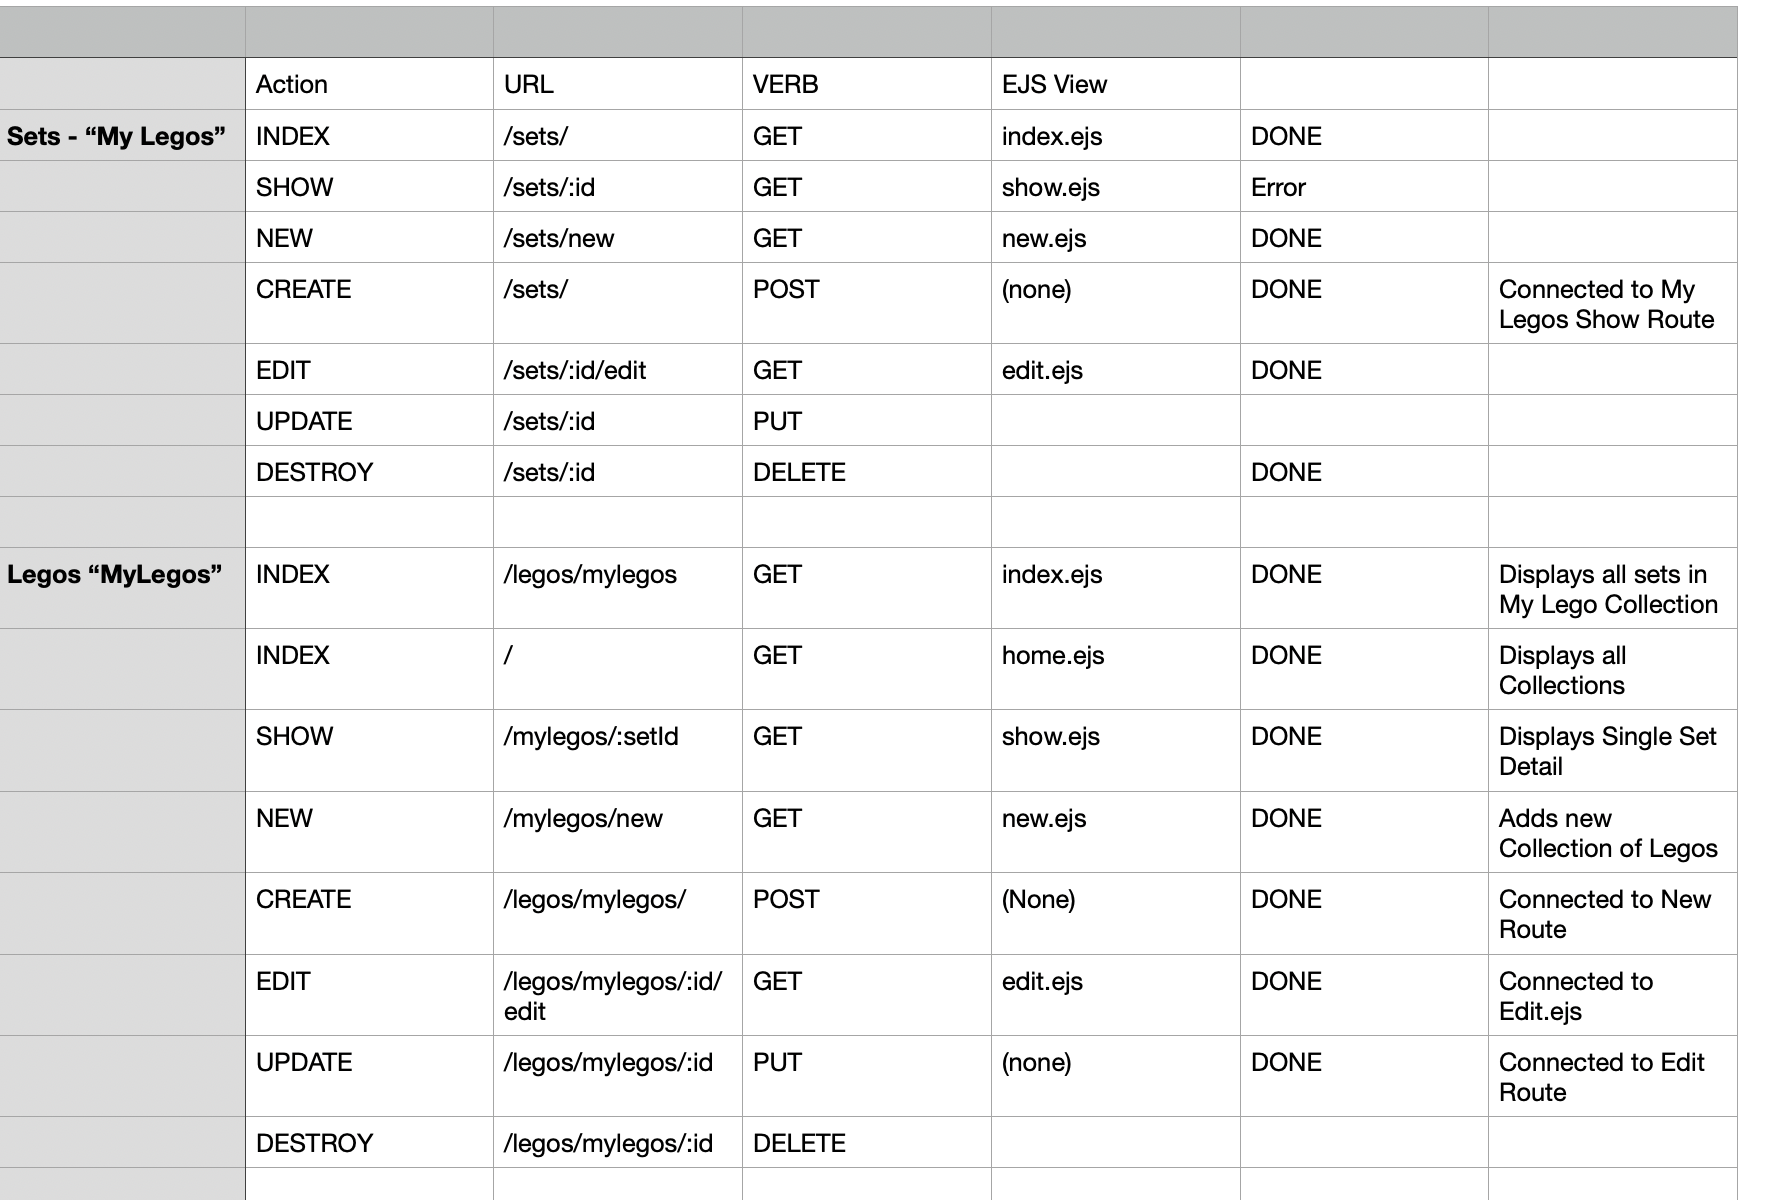 Action URL VERB EJS View
Sets - “My Legos” INDEX /sets/ GET index.ejs DONE
SHOW /sets/:id GET show.ejs Error
NEW /sets/new GET new.ejs DONE
CREATE /sets/ POST (none) DONE Connected to My
Legos Show Route
EDIT /sets/:id/edit GET edit.ejs DONE
UPDATE /sets/:id PUT
DESTROY /sets/:id DELETE DONE
Legos “MyLegos” INDEX /legos/mylegos GET index.ejs DONE Displays all sets in
My Lego Collection
INDEX / GET home.ejs DONE Displays all
Collections
SHOW /mylegos/:setId GET show.ejs DONE Displays Single Set
Detail
NEW /mylegos/new GET new.ejs DONE Adds new
Collection of Legos
CREATE /legos/mylegos/ POST (None) DONE Connected to New
Route
EDIT /legos/mylegos/:id/ GET edit.ejs DONE Connected to
edit Edit.ejs
UPDATE /legos/mylegos/:id PUT (none) DONE Connected to Edit
Route
DESTROY /legos/mylegos/:id DELETE